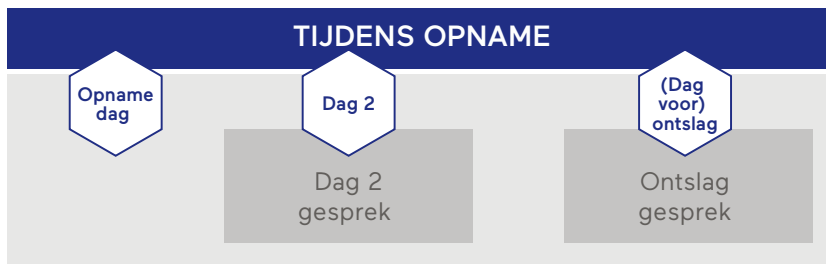 TIJDENS OPNAME
Opname
dag
Dag 2
(Dag
voor)
ontslag
Dag 2
gesprek
Ontslag
gesprek